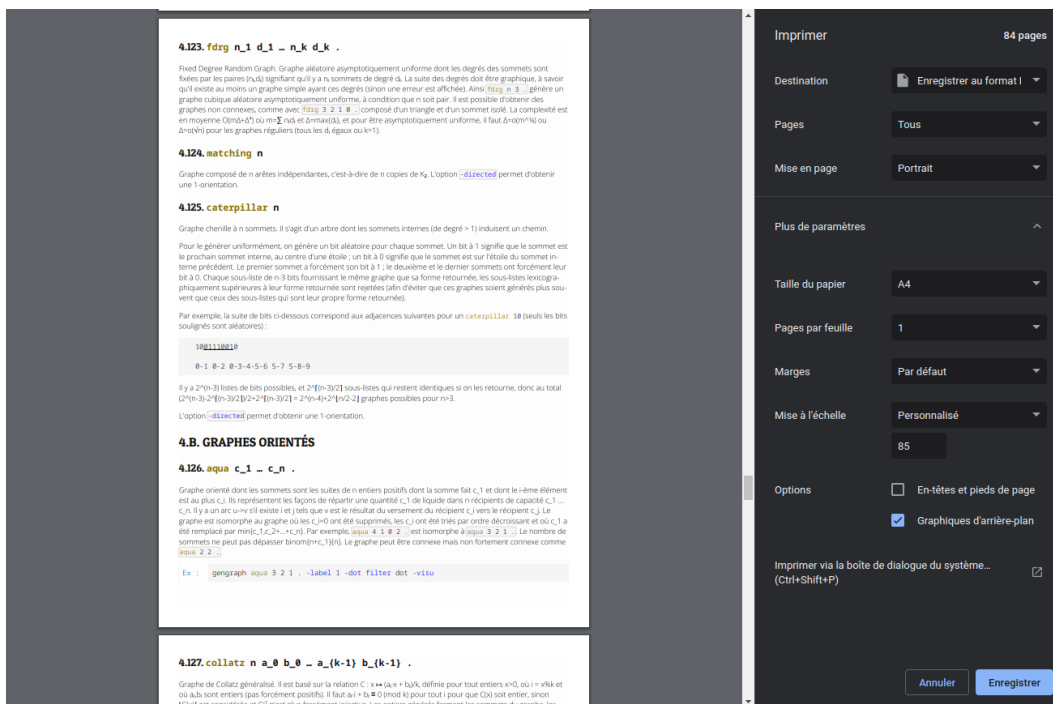 4.123. fdrg n_1 d_1 … n_k d_k .
Fixed Degree Random Graph. Graphe aléatoire asymptotiquement uniforme dont les degrés des sommets sont
fixées par les paires (nᵢ,dᵢ) signifiant qu'il y a nᵢ sommets de degré dᵢ. La suite des degrés doit être graphique, à savoir
qu'il existe au moins un graphe simple ayant ces degrés (sinon une erreur est affichée). Ainsi fdrg n 3 . génère un
graphe cubique aléatoire asymptotiquement uniforme, à condition que n soit pair. Il est possible d'obtenir des
graphes non connexes, comme avec fdrg 3 2 1 0 . composé d'un triangle et d'un sommet isolé. La complexité est
en moyenne O(mΔ+Δ⁴) où m=∑ nᵢdᵢ et Δ=max{dᵢ}, et pour être asymptotiquement uniforme, il faut Δ=o(m^¼) ou
Δ=o(√n) pour les graphes réguliers (tous les dᵢ égaux ou k=1).
4.124. matching n
Graphe composé de n arêtes indépendantes, c'est-à-dire de n copies de K₂. L'option -directed permet d'obtenir
une 1-orientation.
4.125. caterpillar n
Graphe chenille à n sommets. Il s'agit d'un arbre dont les sommets internes (de degré > 1) induisent un chemin.
Pour le générer uniformément, on génère un bit aléatoire pour chaque sommet. Un bit à 1 signifie que le sommet est
le prochain sommet interne, au centre d'une étoile ; un bit à 0 signifie que le sommet est sur l'étoile du sommet in-
terne précédent. Le premier sommet a forcément son bit à 1 ; le deuxième et le dernier sommets ont forcément leur
bit à 0. Chaque sous-liste de n-3 bits fournissant le même graphe que sa forme retournée, les sous-listes lexicogra-
phiquement supérieures à leur forme retournée sont rejetées (afin d'éviter que ces graphes soient générés plus sou-
vent que ceux des sous-listes qui sont leur propre forme retournée).
Par exemple, la suite de bits ci-dessous correspond aux adjacences suivantes pour un caterpillar 10 (seuls les bits
soulignés sont aléatoires) :
1001110010
0-1 0-2 0-3-4-5-6 5-7 5-8-9
Il y a 2^(n-3) listes de bits possibles, et 2^⌈(n-3)/2⌉ sous-listes qui restent identiques si on les retourne, donc au total
(2^(n-3)-2^⌈(n-3)/2⌉)/2+2^⌈(n-3)/2⌉ = 2^(n-4)+2^⌊n/2-2⌋ graphes possibles pour n>3.
L'option -directed permet d'obtenir une 1-orientation.
4.B. GRAPHES ORIENTÉS
4.126. aqua c_1 … c_n .
Graphe orienté dont les sommets sont les suites de n entiers positifs dont la somme fait c_1 et dont le i-ème élément
est au plus c_i. Ils représentent les façons de répartir une quantité c_1 de liquide dans n récipients de capacité c_1 ...
c_n. Il y a un arc u->v s'il existe i et j tels que v est le résultat du versement du récipient c_i vers le récipient c_j. Le
graphe est isomorphe au graphe où les c_i=0 ont été supprimés, les c_i ont été triés par ordre décroissant et où c_1 a
été remplacé par min{c_1,c_2+...+c_n}. Par exemple, aqua 4 1 0 2 . est isomorphe à aqua 3 2 1 . Le nombre de
sommets ne peut pas dépasser binom{n+c_1}{n}. Le graphe peut être connexe mais non fortement connexe comme
aqua 2 2 .
Ex : gengraph aqua 3 2 1 . -label 1 -dot filter dot -visu
4.127. collatz n a_0 b_0 … a_{k-1} b_{k-1} .
Graphe de Collatz généralisé. Il est basé sur la relation C : x ↦ (aᵢ·x + bᵢ)/k, définie pour tout entiers x>0, où i = x%k et
où aᵢ,bᵢ sont entiers (pas forcément positifs). Il faut aᵢ·i + bᵢ ≡ 0 (mod k) pour tout i pour que C(x) soit entier, sinon
Imprimer
84 pages
Destination
Enregistrer au format
Pages
Tous
Mise en page
Portrait
Plus de paramètres
Taille du papier
A4
Pages par feuille
1
Marges
Par défaut
Mise à l'échelle
Personnalisé
85
Options
En-têtes et pieds de page
Graphiques d'arrière-plan
Imprimer via la boîte de dialogue du système…
(Ctrl+Shift+P)
Annuler
Enregistrer